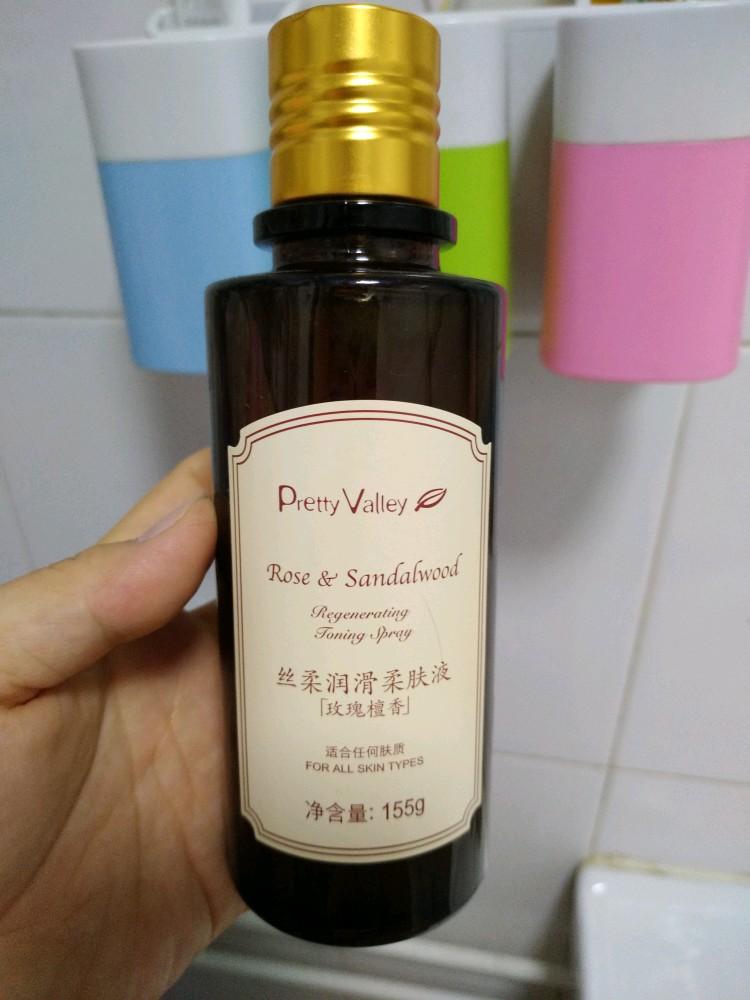 Pretty Valley
Rose & Sandalwood
Regenerating
Toning Spray
丝柔润滑柔肤液
「玫瑰檀香」
适合任何肤质
FOR ALL SKIN TYPES
净含量: 155g